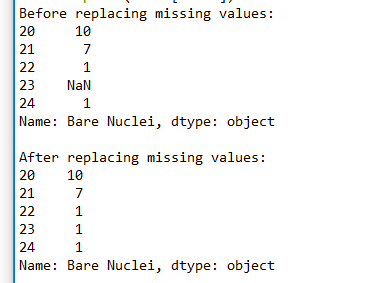 Before replacing missing values:
20 10
21 7
22 1
23 NaN
24 1
Name: Bare Nuclei, dtype: object
After replacing missing values:
20 10
21 7
22 1
23 1
24 1
Name: Bare Nuclei, dtype: object